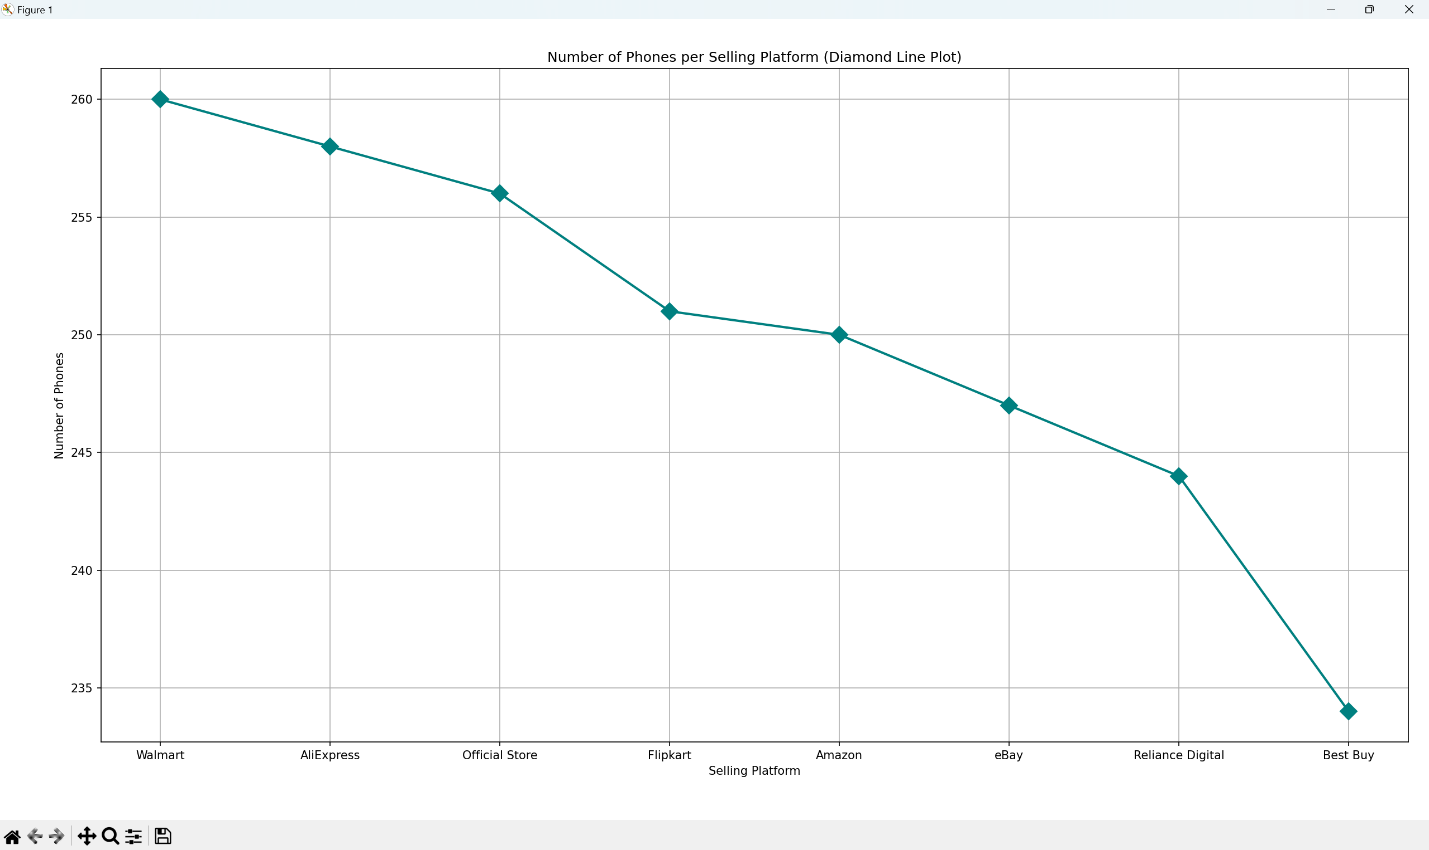 Figure 1
Number of Phones per Selling Platform (Diamond Line Plot)
260
255
250
245
240
235
Number of Phones
Walmart AliExpress Official Store Flipkart Amazon eBay Reliance Digital Best Buy
Selling Platform